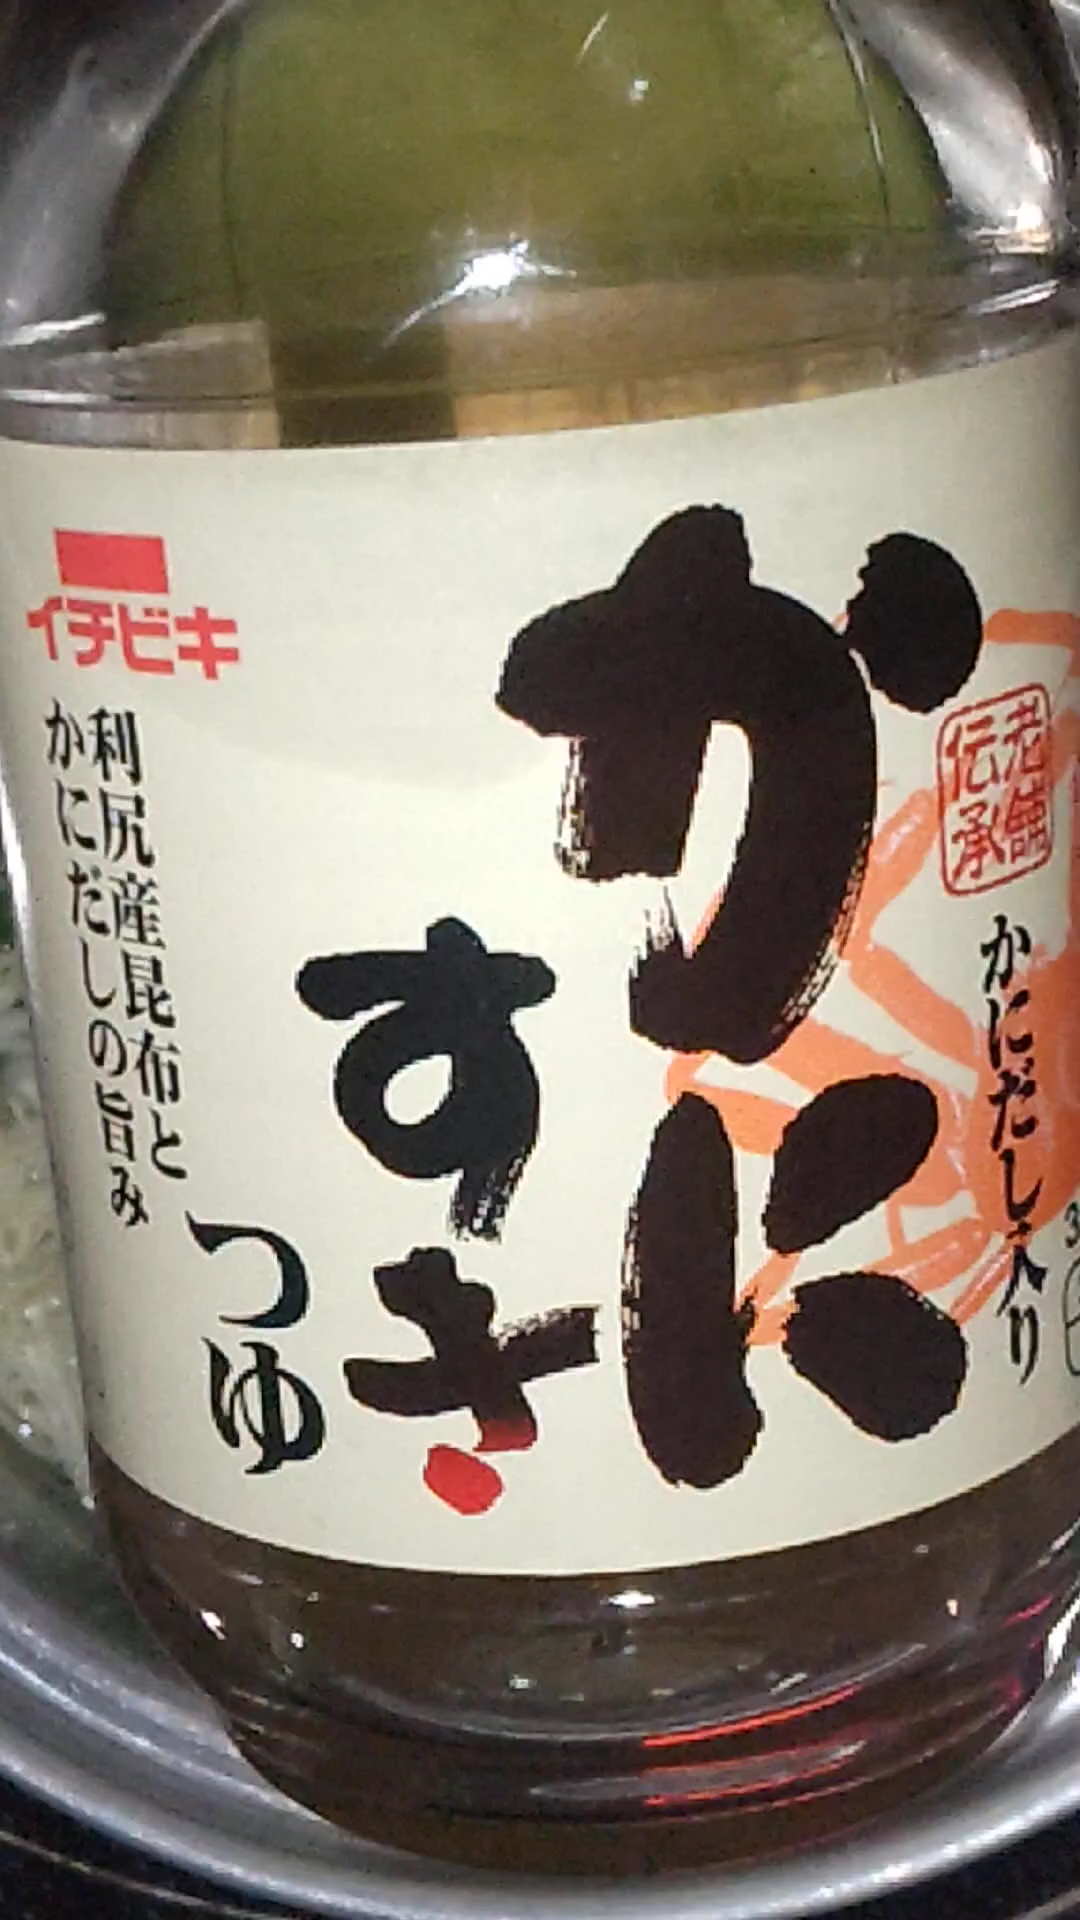 イチビキ
老舗
伝承
かにだし入り
かに
すき
つゆ
利尻産昆布と
かにだしの旨み